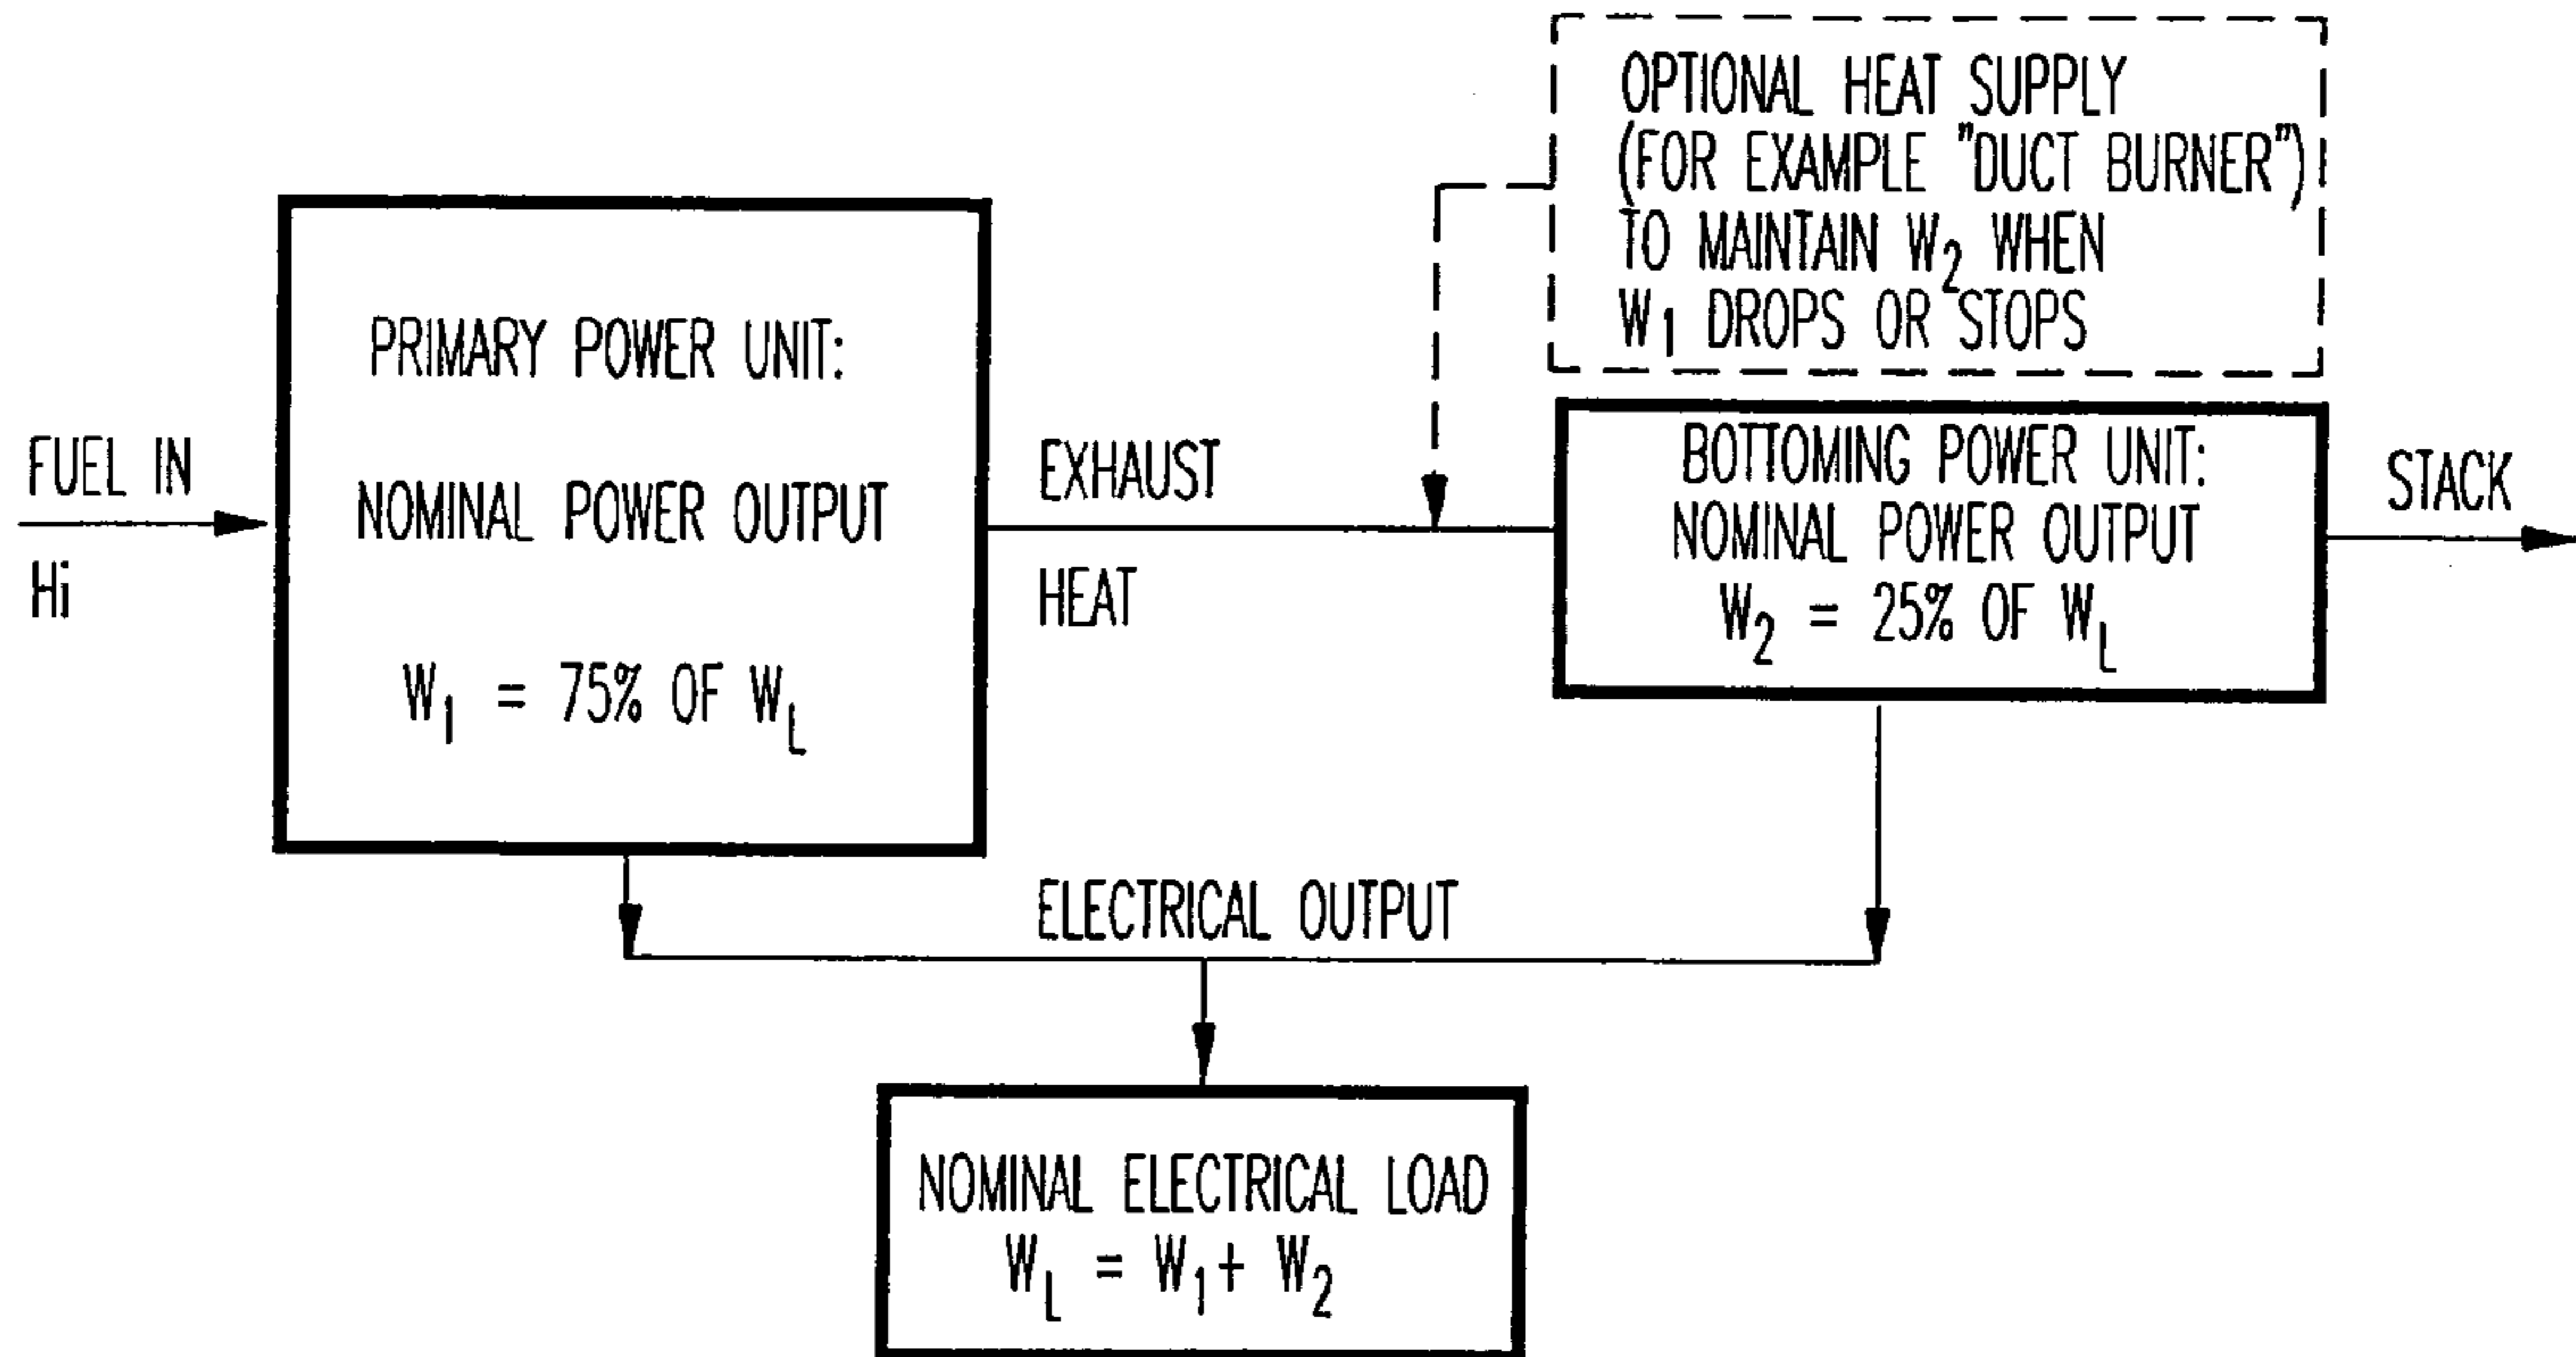 OPTIONAL HEAT SUPPLY
(FOR EXAMPLE "DUCT BURNER")
TO MAINTAIN W2 WHEN
W1 DROPS OR STOPS
FUEL IN
Hi
PRIMARY POWER UNIT:
NOMINAL POWER OUTPUT
W1 = 75% OF WL
EXHAUST
HEAT
BOTTOMING POWER UNIT:
NOMINAL POWER OUTPUT
W2 = 25% OF WL
STACK
ELECTRICAL OUTPUT
NOMINAL ELECTRICAL LOAD
WL = W1+ W2